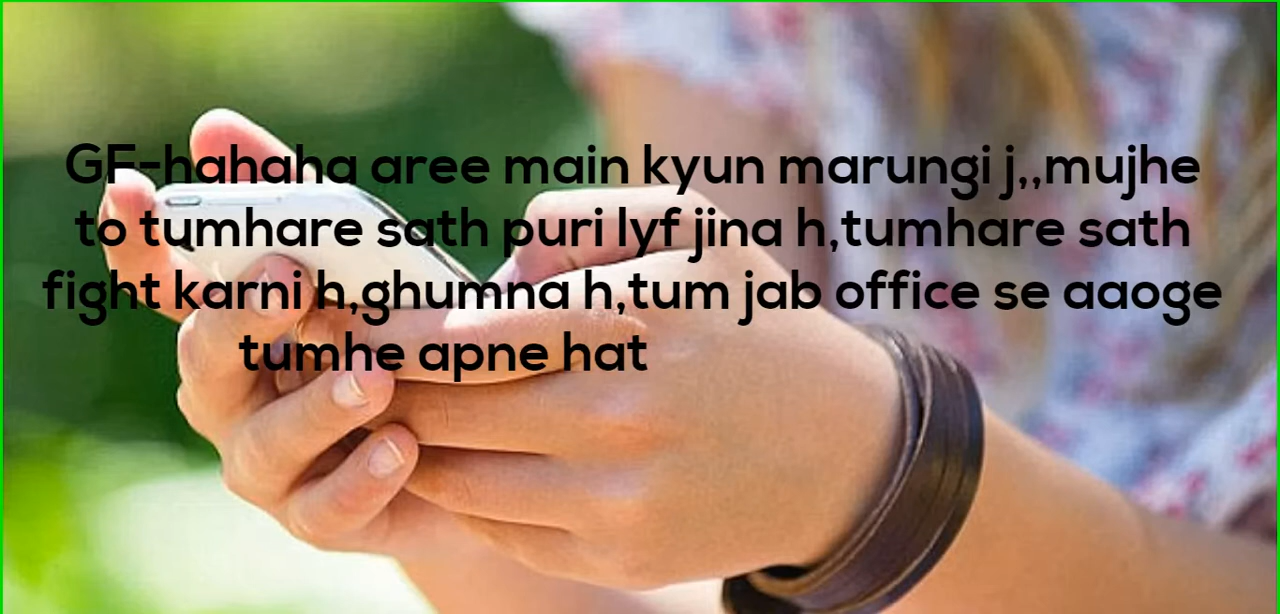 GF-hahaha aree main kyun marungi j,,mujhe
to tumhare sath puri lyf jina h,tumhare sath
fight karni h,ghumna h,tum jab office se aaoge
tumhe apne hat